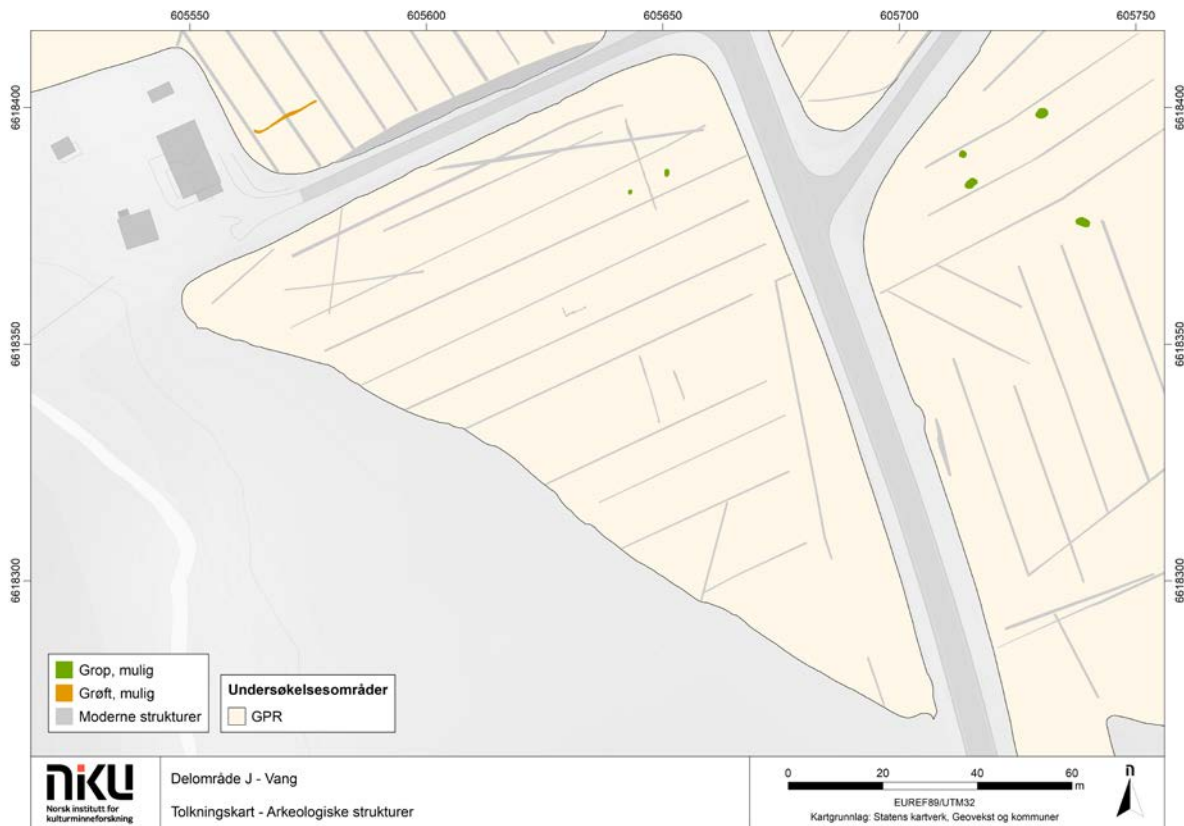 605550 605600 605650 605700 605750
6618400 6618400
6618350 6618350
6618300 6618300
Grop, mulig
Grøft, mulig
Moderne strukturer
Undersøkelsesområder
GPR
niku
Norsk institutt for
kulturminneforskning
Delområde J - Vang
Tolkningskart - Arkeologiske strukturer
0 20 40 60
m
EUREF89/UTM32
Kartgrunnlag: Statens kartverk, Geovekst og kommuner
n